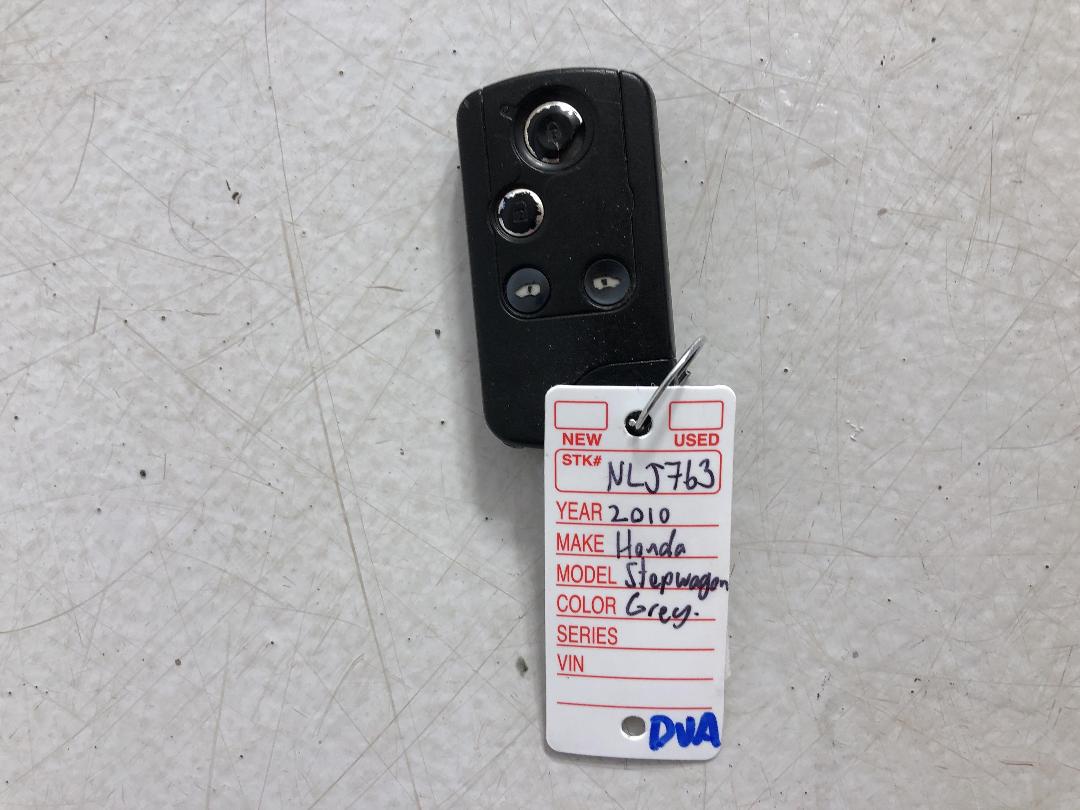 NEW USED
STK# NLJ763
YEAR 2010
MAKE Honda
MODEL Stepwagon
COLOR Grey.
SERIES
VIN
DVA